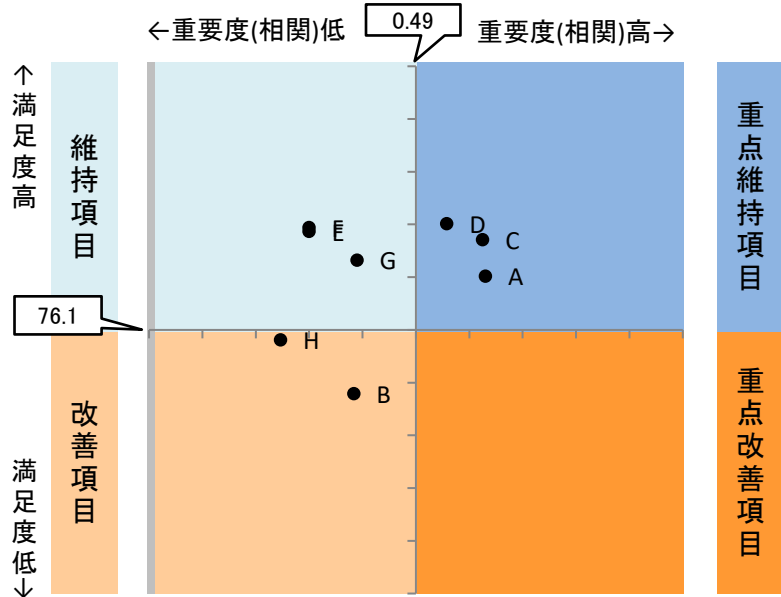 ←重要度(相関)低
0.49
重要度(相関)高→
↑満足度高
維持項目
重点維持項目
F
E
D
C
G
A
76.1
H
B
改善項目
重点改善項目
満足度低↓